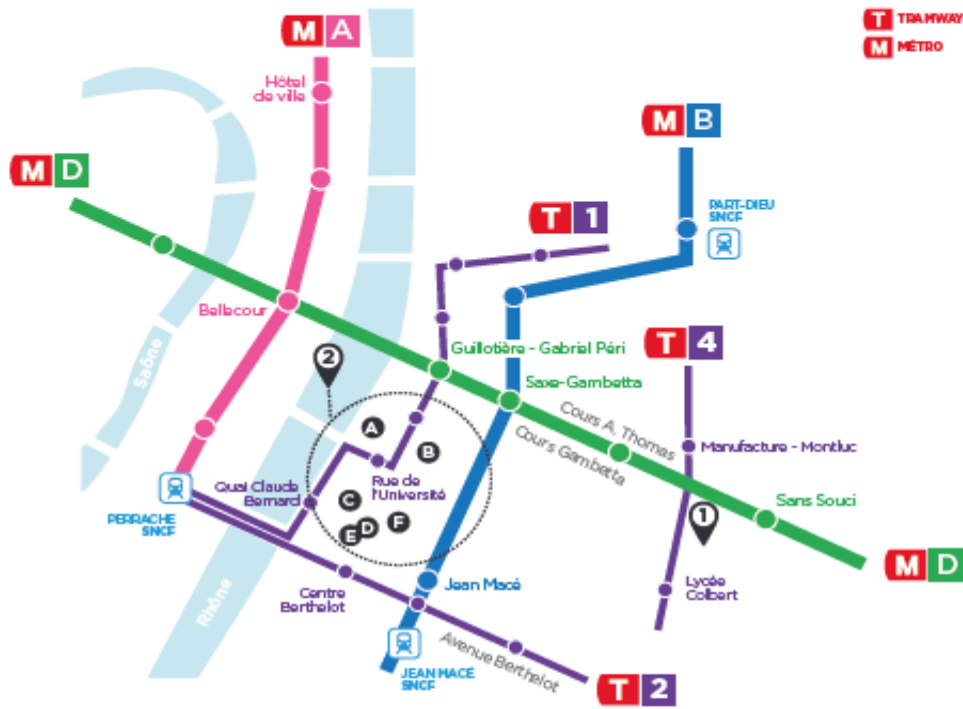 T TRAMWAY
M MÉTRO
M A
Hôtel
de ville
M B
M D
PART-DIEU
SNCF
T 1
Bellecour
Saône
Guillotière - Gabriel Péri
T 4
2
Saxe-Gambetta
Cours A. Thomas
Cours Gambetta
Manufacture - Montluc
A
B
Quai Claude
Bernard
Rue de
l'Université
C
D
E
F
Sans Souci
1
PERRACHE
SNCF
M D
Rhône
Centre
Berthelot
Jean Macé
Lycée
Colbert
JEAN MACÉ
SNCF
Avenue Berthelot
T 2